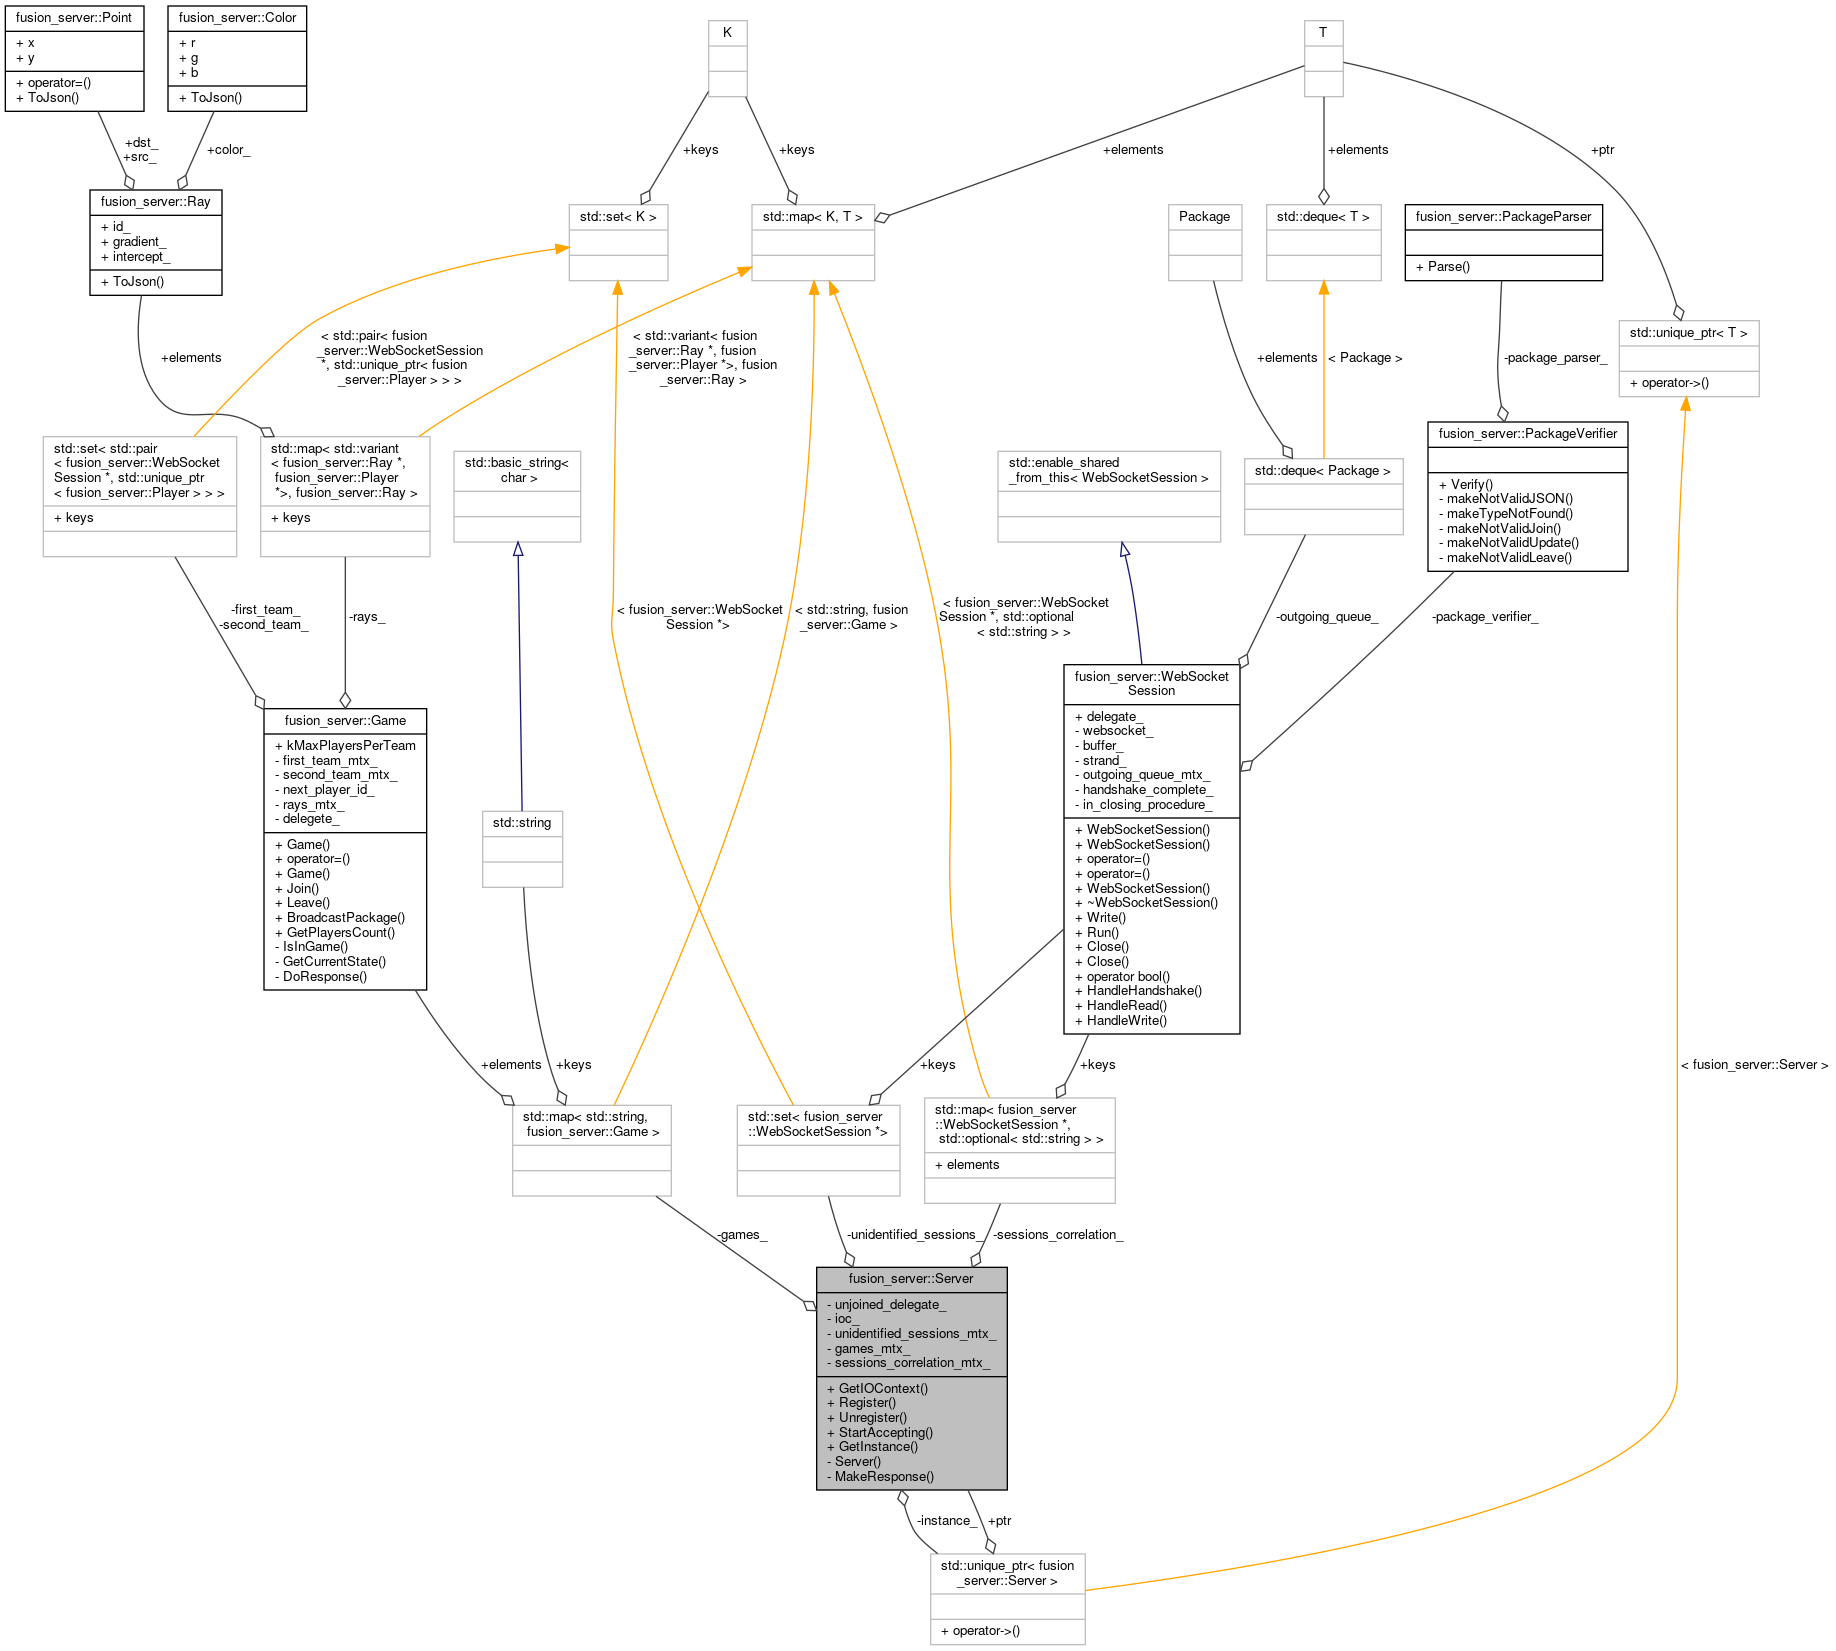 fusion_server::Point
+ x
+ y
+ operator=()
+ ToJson()
fusion_server::Color
+ r
+ g
+ b
+ ToJson()
K
T
+dst_
+src_
+color_
+keys
+keys
+elements
+elements
+ptr
fusion_server::Ray
+ id_
+ gradient_
+ intercept_
+ ToJson()
std::set< K >
std::map< K, T >
Package
std::deque< T >
fusion_server::PackageParser
+ Parse()
std::unique_ptr< T >
+ operator->()
+elements
< std::pair< fusion
_server::WebSocketSession
*, std::unique_ptr< fusion
_server::Player > > >
< std::variant< fusion
_server::Ray *, fusion
_server::Player *>, fusion
_server::Ray >
+elements
< Package >
-package_parser_
std::set< std::pair
< fusion_server::WebSocket
Session *, std::unique_ptr
< fusion_server::Player > > >
+ keys
std::map< std::variant
< fusion_server::Ray *,
fusion_server::Player
*>, fusion_server::Ray >
+ keys
std::basic_string<
char >
std::enable_shared
_from_this< WebSocketSession >
std::deque< Package >
fusion_server::PackageVerifier
+ Verify()
- makeNotValidJSON()
- makeTypeNotFound()
- makeNotValidJoin()
- makeNotValidUpdate()
- makeNotValidLeave()
-first_team_
-second_team_
-rays_
< fusion_server::WebSocket
Session *>
< std::string, fusion
_server::Game >
< fusion_server::WebSocket
Session *, std::optional
< std::string > >
-outgoing_queue_
-package_verifier_
fusion_server::Game
+ kMaxPlayersPerTeam
- first_team_mtx_
- second_team_mtx_
- next_player_id_
- rays_mtx_
- delegete_
+ Game()
+ operator=()
+ Game()
+ Join()
+ Leave()
+ BroadcastPackage()
+ GetPlayersCount()
- IsInGame()
- GetCurrentState()
- DoResponse()
std::string
fusion_server::WebSocket
Session
+ delegate_
- websocket_
- buffer_
- strand_
- outgoing_queue_mtx_
- handshake_complete_
- in_closing_procedure_
+ WebSocketSession()
+ WebSocketSession()
+ operator=()
+ operator=()
+ WebSocketSession()
+ ~WebSocketSession()
+ Write()
+ Run()
+ Close()
+ Close()
+ operator bool()
+ HandleHandshake()
+ HandleRead()
+ HandleWrite()
+elements
+keys
+keys
+keys
< fusion_server::Server >
std::map< std::string,
fusion_server::Game >
std::set< fusion_server
::WebSocketSession *>
std::map< fusion_server
::WebSocketSession *,
std::optional< std::string > >
+ elements
-games_
-unidentified_sessions_
-sessions_correlation_
fusion_server::Server
- unjoined_delegate_
- ioc_
- unidentified_sessions_mtx_
- games_mtx_
- sessions_correlation_mtx_
+ GetIOContext()
+ Register()
+ Unregister()
+ StartAccepting()
+ GetInstance()
- Server()
- MakeResponse()
-instance_
+ptr
std::unique_ptr< fusion
_server::Server >
+ operator->()